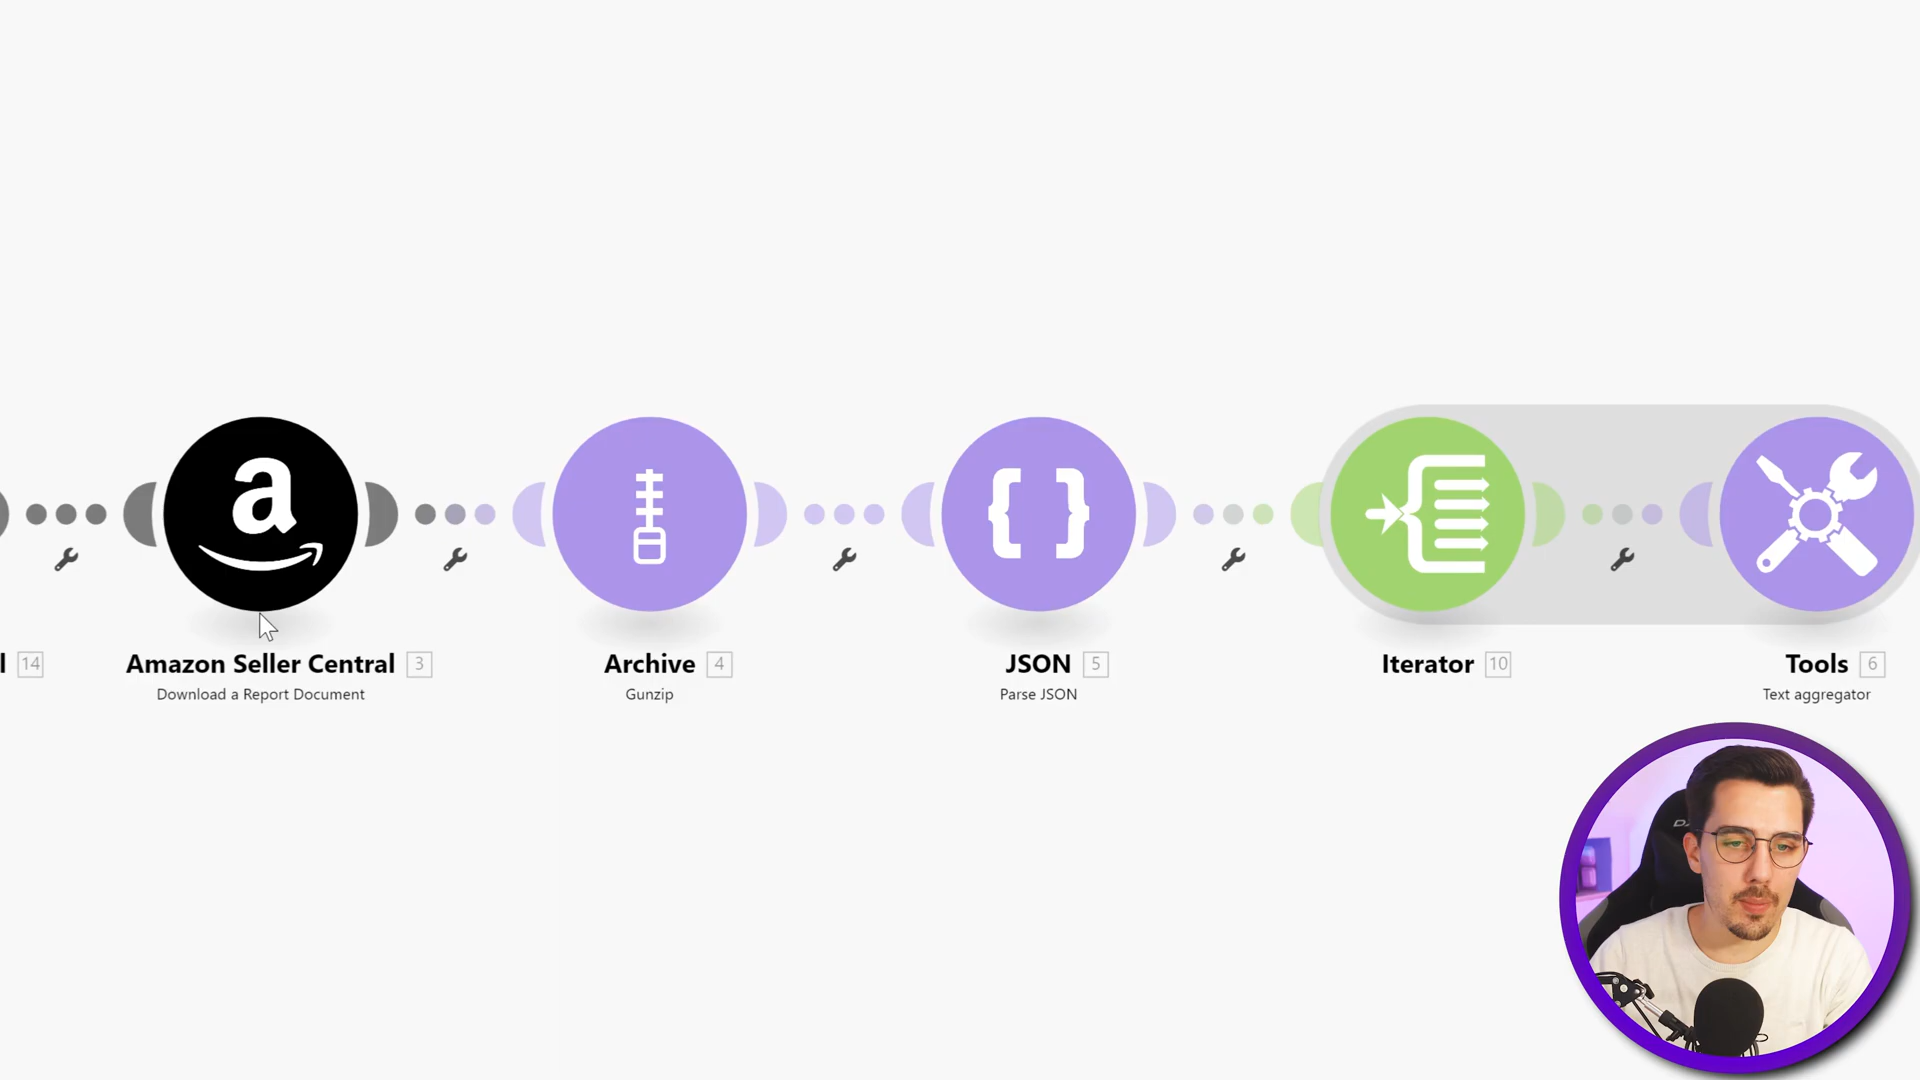 l 14
Amazon Seller Central 3
Download a Report Document
Archive 4
Gunzip
JSON 5
Parse JSON
Iterator 10
Tools 6
Text aggregator